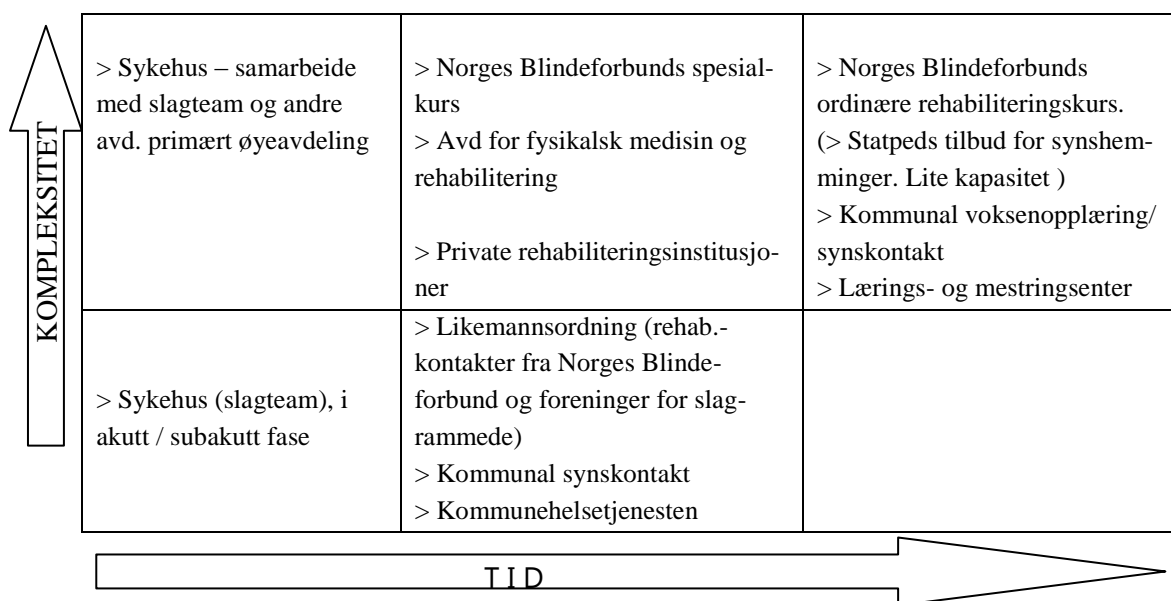 KOMPLEKSITET
> Sykehus – samarbeide
med slagteam og andre
avd. primært øyeavdeling
> Norges Blindeforbunds spesial-
kurs
> Avd for fysikalsk medisin og
rehabilitering
> Private rehabiliteringsinstitusjo-
ner
> Norges Blindeforbunds
ordinære rehabiliteringskurs.
(> Statpeds tilbud for synshem-
minger. Lite kapasitet )
> Kommunal voksenopplæring/
synskontakt
> Lærings- og mestringsenter
> Sykehus (slagteam), i
akutt / subakutt fase
> Likemannsordning (rehab.-
kontakter fra Norges Blinde-
forbund og foreninger for slag-
rammede)
> Kommunal synskontakt
> Kommunehelsetjenesten
TID